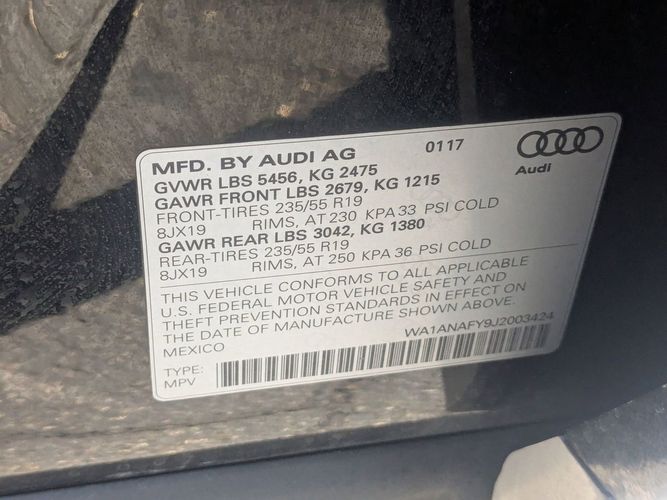 MFD. BY AUDI AG 0117
Audi
GVWR LBS 5456, KG 2475
GAWR FRONT LBS 2679, KG 1215
FRONT-TIRES 235/55 R19
8JX19 RIMS, AT 230 KPA 33 PSI COLD
GAWR REAR LBS 3042, KG 1380
REAR-TIRES 235/55 R19
8JX19 RIMS, AT 250 KPA 36 PSI COLD
THIS VEHICLE CONFORMS TO ALL APPLICABLE
U.S. FEDERAL MOTOR VEHICLE SAFETY AND
THEFT PREVENTION STANDARDS IN EFFECT ON
THE DATE OF MANUFACTURE SHOWN ABOVE.
MEXICO
WA1ANAFY9J2003424
TYPE:
MPV